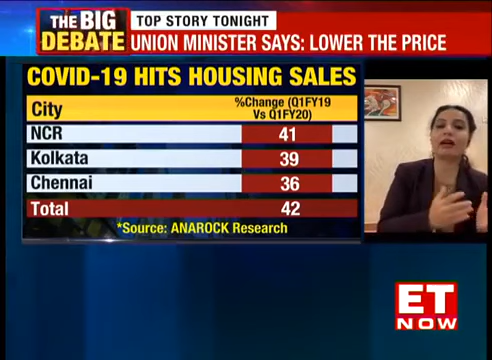 THE BIG
DEBATE
TOP STORY TONIGHT
UNION MINISTER SAYS: LOWER THE PRICE
COVID-19 HITS HOUSING SALES
City %Change (Q1FY19
Vs Q1FY20)
NCR 41
Kolkata 39
Chennai 36
Total 42
*Source: ANAROCK Research
ET
NOW